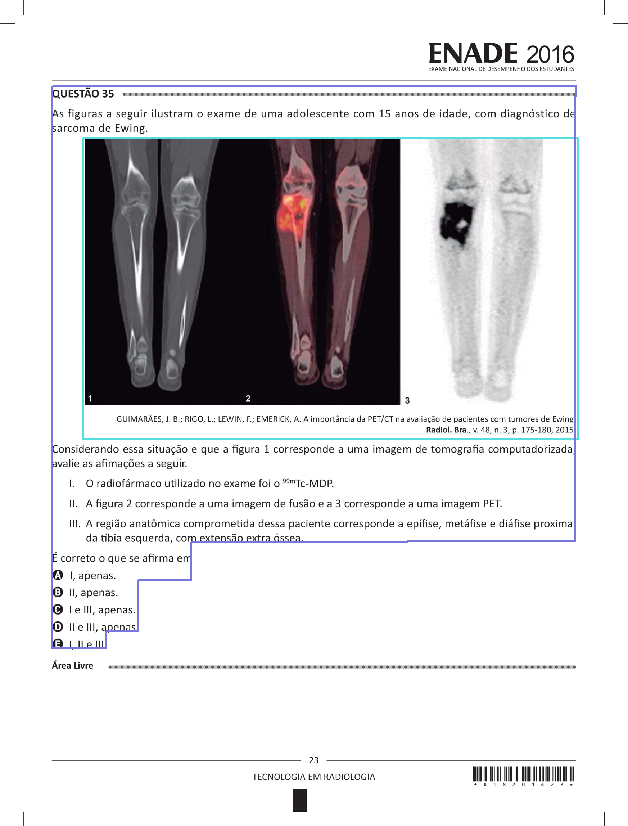 ENADE 2016
EXAME NACIONAL DE DESEMPENHO DOS ESTUDANTES
QUESTÃO 35
As figuras a seguir ilustram o exame de uma adolescente com 15 anos de idade, com diagnóstico de
sarcoma de Ewing.
1
2
3
GUIMARÃES, J. B.; RIGO, L.; LEWIN, F.; EMERICK, A. A importância da PET/CT na avaliação de pacientes com tumores de Ewing
Radiol. Bra., v. 48, n. 3, p. 175-180, 2015
Considerando essa situação e que a figura 1 corresponde a uma imagem de tomografia computadorizada,
avalie as afimações a seguir.
I. O radiofármaco utilizado no exame foi o 99mTc-MDP.
II. A figura 2 corresponde a uma imagem de fusão e a 3 corresponde a uma imagem PET.
III. A região anatômica comprometida dessa paciente corresponde a epífise, metáfise e diáfise proxima
da tíbia esquerda, com extensão extra óssea.
É correto o que se afirma em
A I, apenas.
B II, apenas.
C I e III, apenas.
D II e III, apenas
E I, II e III
Área Livre
23
TECNOLOGIA EM RADIOLOGIA